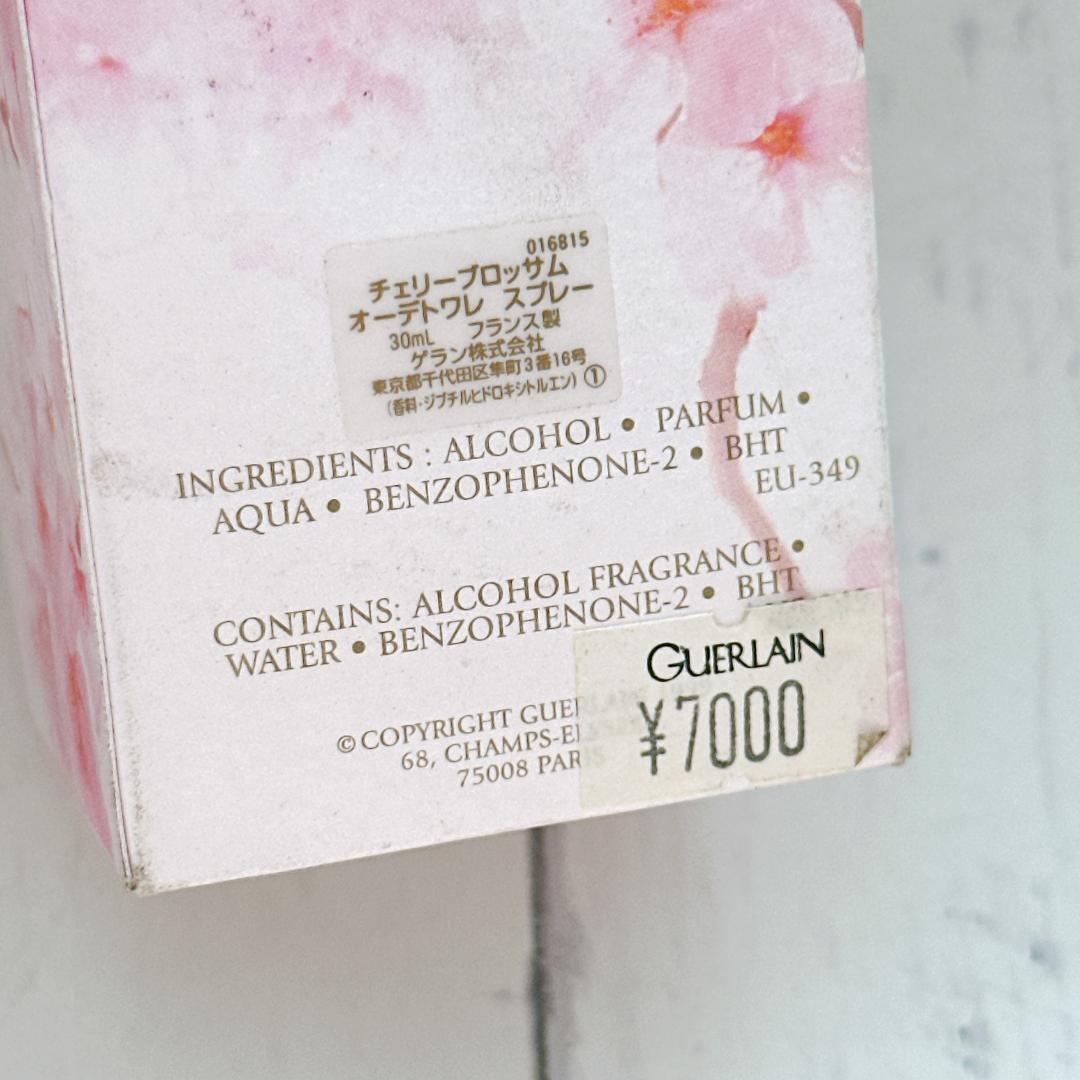 016815
チェリーブロッサム
オーデトワレ スプレー
30mL フランス製
ゲラン株式会社
東京都千代田区隼町3番16号
(香料・ジブチルヒドロキシトルエン) ①
INGREDIENTS : ALCOHOL • PARFUM •
AQUA • BENZOPHENONE-2 • BHT
EU-349
CONTAINS: ALCOHOL FRAGRANCE •
WATER • BENZOPHENONE-2 • BHT
© COPYRIGHT GUERLAIN
68, CHAMPS-EL
75008 PARIS
GUERLAIN
¥7000